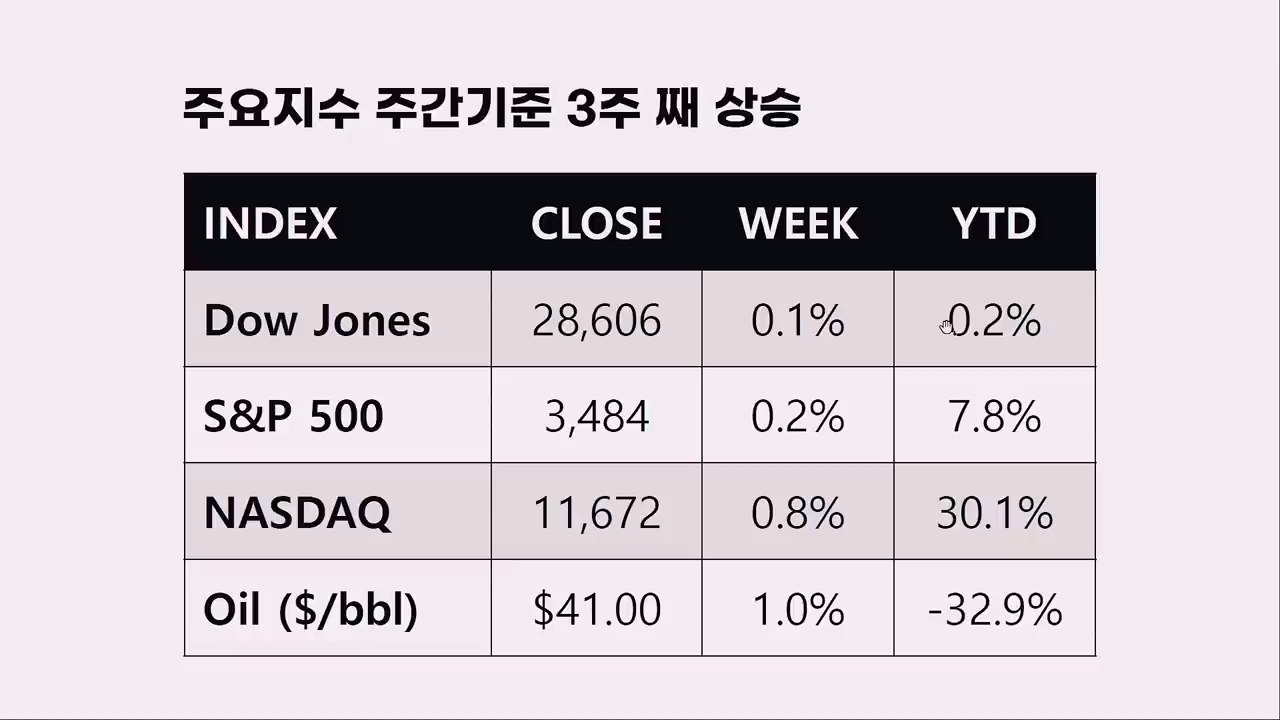 주요지수 주간기준 3주 째 상승
INDEX CLOSE WEEK YTD
Dow Jones 28,606 0.1% 0.2%
S&P 500 3,484 0.2% 7.8%
NASDAQ 11,672 0.8% 30.1%
Oil ($/bbl) $41.00 1.0% -32.9%